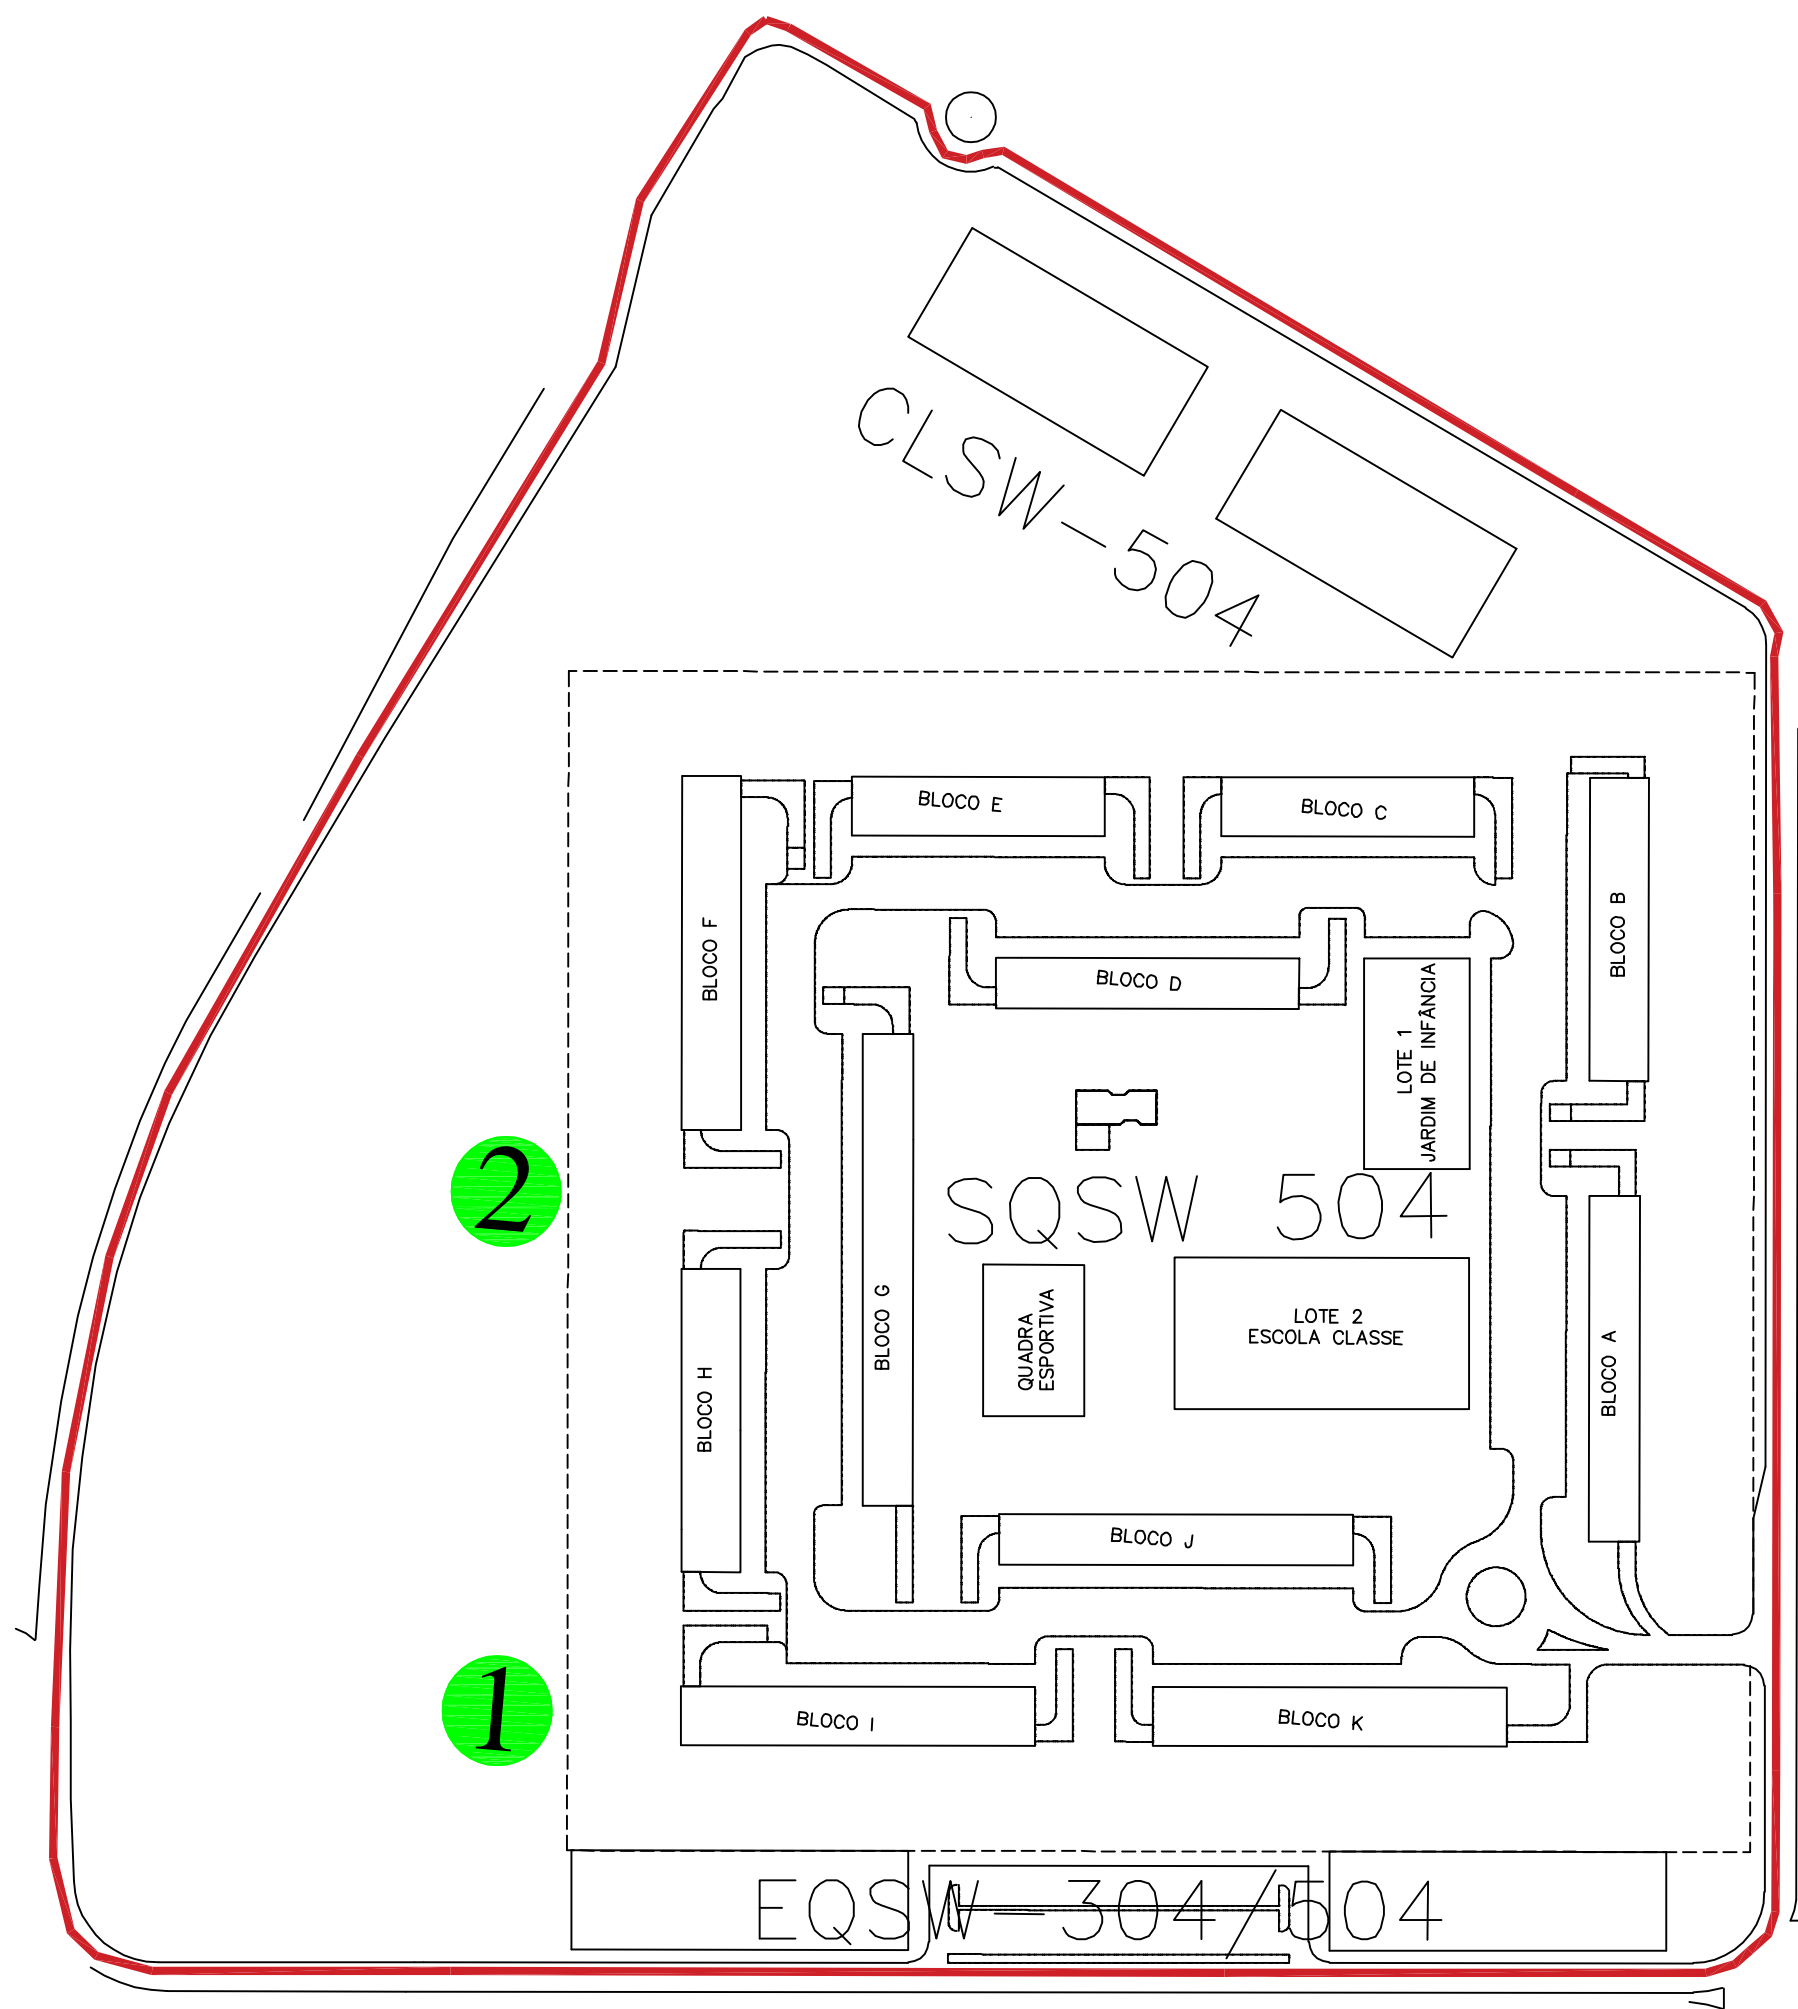 CLSW-504
BLOCO E
BLOCO C
BLOCO B
BLOCO F
BLOCO D
LOTE 1
JARDIM DE INFÂNCIA
2
SQSW 504
BLOCO G
QUADRA
ESPORTIVA
LOTE 2
ESCOLA CLASSE
BLOCO A
BLOCO H
BLOCO J
1
BLOCO I
BLOCO K
EQSW-304/504